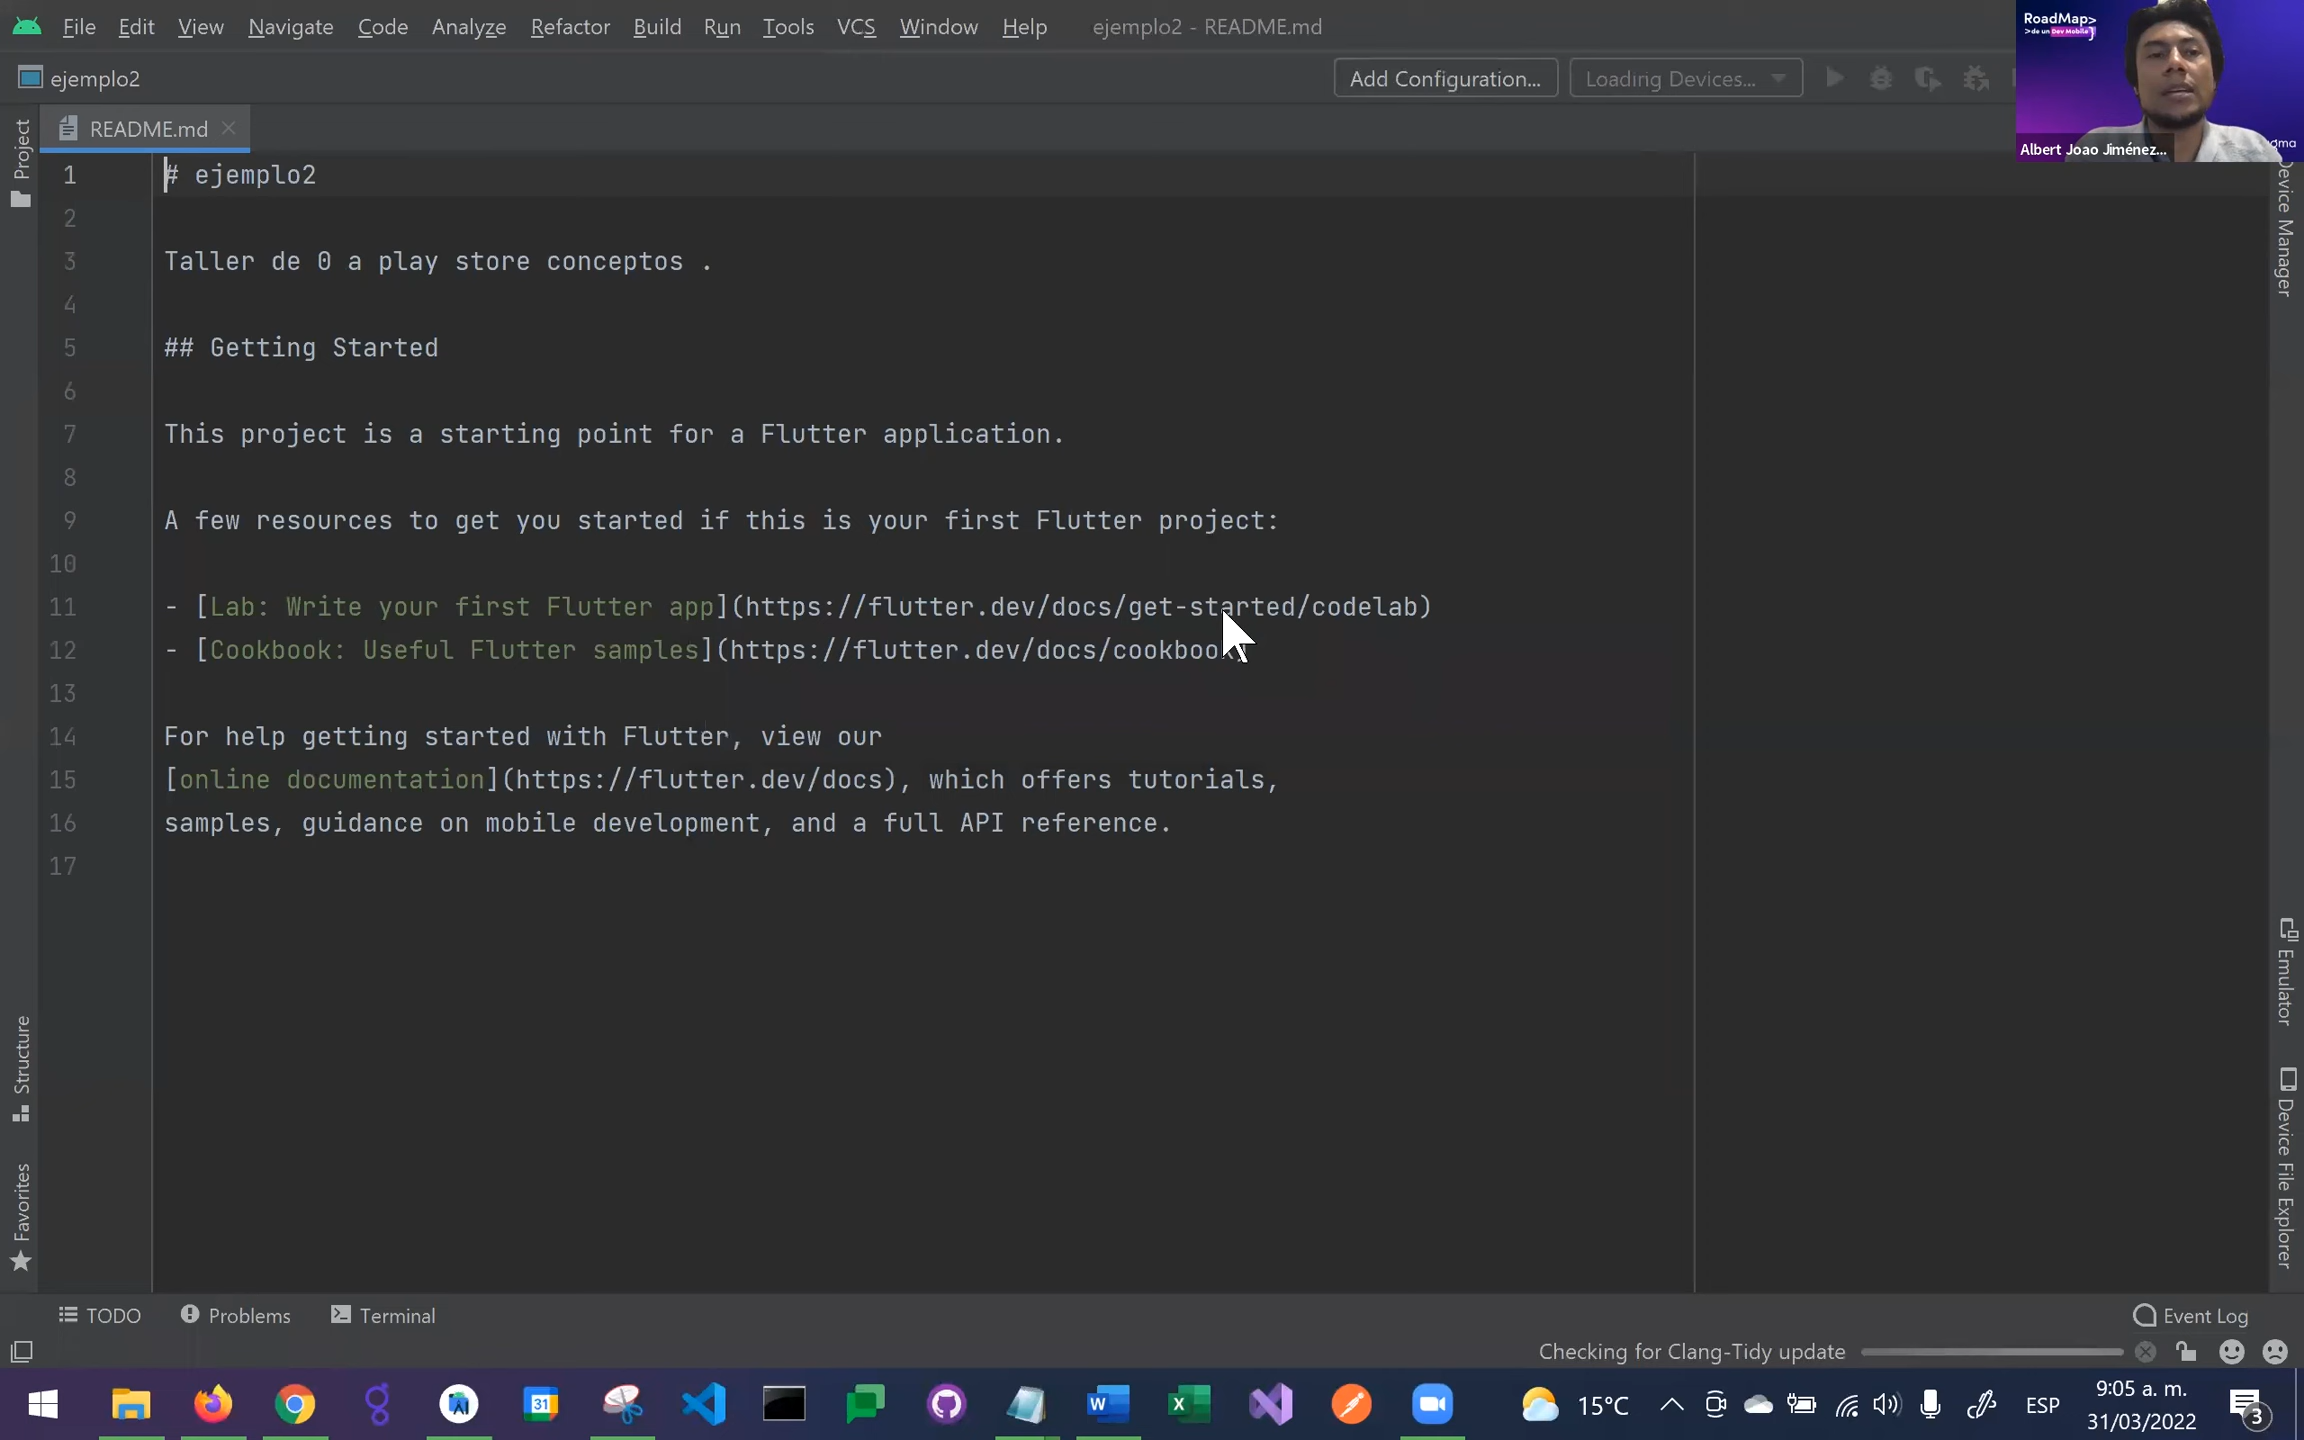 File Edit View Navigate Code Analyze Refactor Build Run Tools VCS Window Help ejemplo2 - README.md
RoadMap>
>de un Dev Mobile}
ejemplo2
Add Configuration...
Loading Devices...
Albert Joao Jiménez...
README.md
Project
1 # ejemplo2
2
3 Taller de 0 a play store conceptos .
4
5 ## Getting Started
6
7 This project is a starting point for a Flutter application.
8
9 A few resources to get you started if this is your first Flutter project:
10
11 - [Lab: Write your first Flutter app](https://flutter.dev/docs/get-started/codelab)
12 - [Cookbook: Useful Flutter samples](https://flutter.dev/docs/cookbook)
13
14 For help getting started with Flutter, view our
15 [online documentation](https://flutter.dev/docs), which offers tutorials,
16 samples, guidance on mobile development, and a full API reference.
17
Structure
Favorites
Device Manager
Emulator
Device File Explorer
TODO Problems Terminal
Event Log
Checking for Clang-Tidy update
31
15°C
ESP
9:05 a. m.
31/03/2022
3